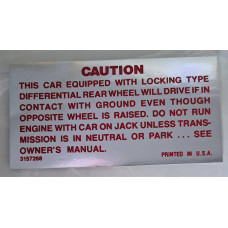 CAUTION
THIS CAR EQUIPPED WITH LOCKING TYPE
DIFFERENTIAL REAR WHEEL WILL DRIVE IF IN
CONTACT WITH GROUND EVEN THOUGH
OPPOSITE WHEEL IS RAISED. DO NOT RUN
ENGINE WITH CAR ON JACK UNLESS TRANS-
MISSION IS IN NEUTRAL OR PARK ... SEE
OWNER'S MANUAL.
3157268 PRINTED IN U.S.A.